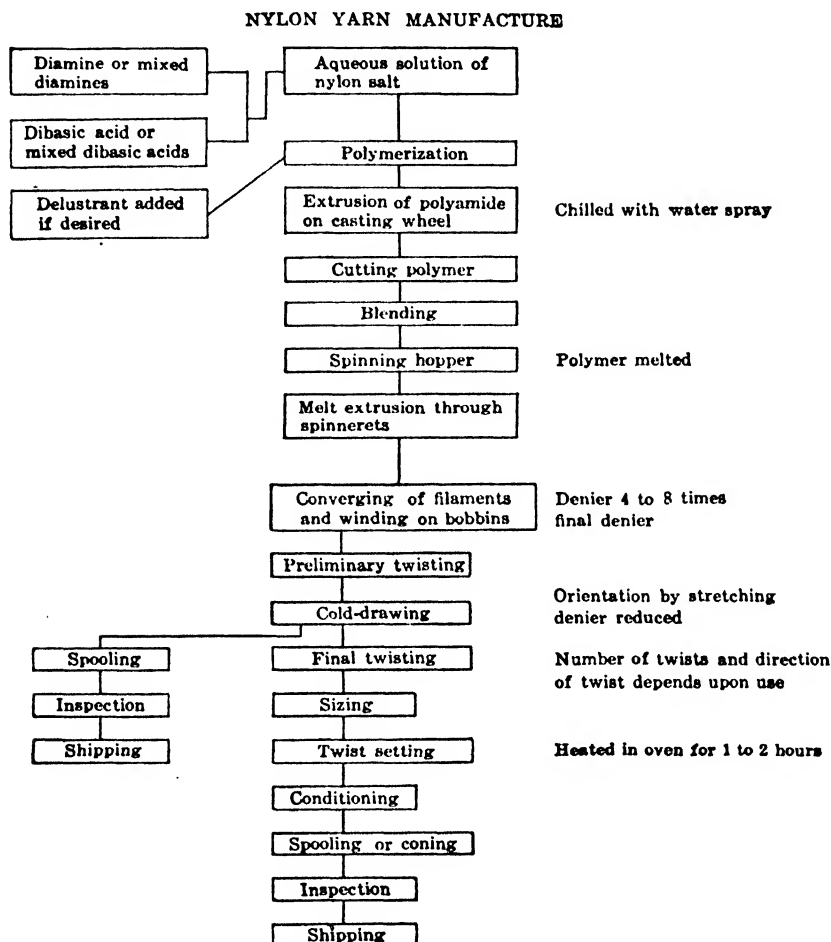 NYLON YARN MANUFACTURE
Diamine or mixed
diamines
Aqueous solution of
nylon salt
Dibasic acid or
mixed dibasic acids
Polymerization
Delustrant added
if desired
Extrusion of polyamide
on casting wheel
Chilled with water spray
Cutting polymer
Blending
Spinning hopper
Polymer melted
Melt extrusion through
spinnerets
Converging of filaments
and winding on bobbins
Denier 4 to 8 times
final denier
Preliminary twisting
Cold-drawing
Orientation by stretching
denier reduced
Spooling
Final twisting
Number of twists and direction
of twist depends upon use
Inspection
Sizing
Shipping
Twist setting
Heated in oven for 1 to 2 hours
Conditioning
Spooling or coning
Inspection
Shipping